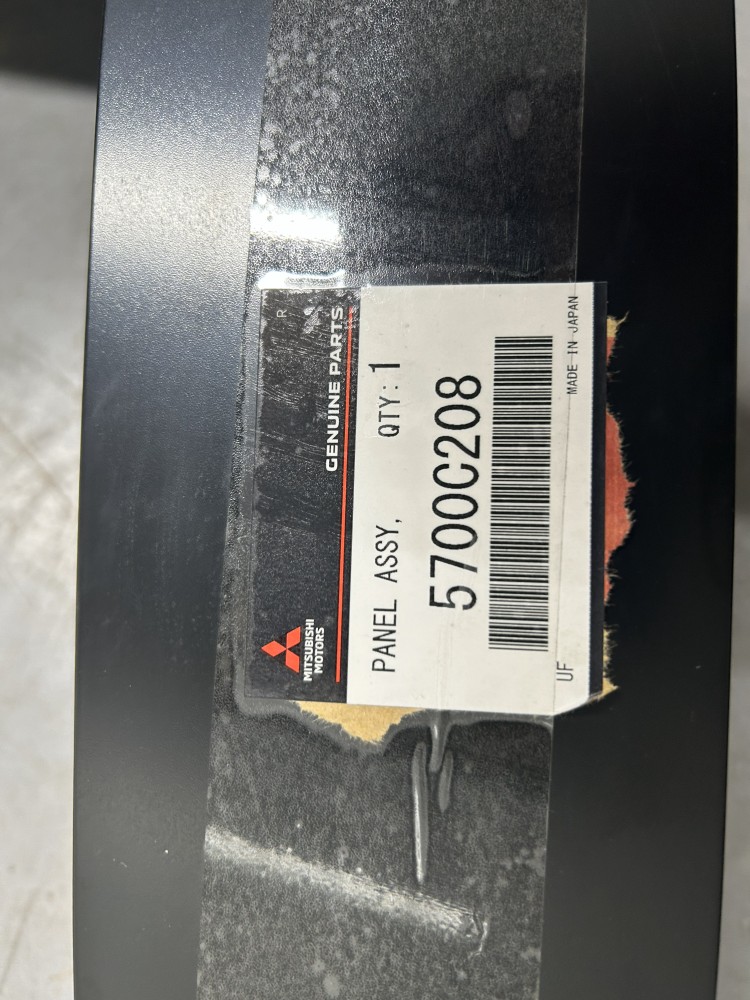 MITSUBISHI
MOTORS
GENUINE PARTS
R
PANEL ASSY, QTY: 1
5700C208
UF
MADE IN JAPAN